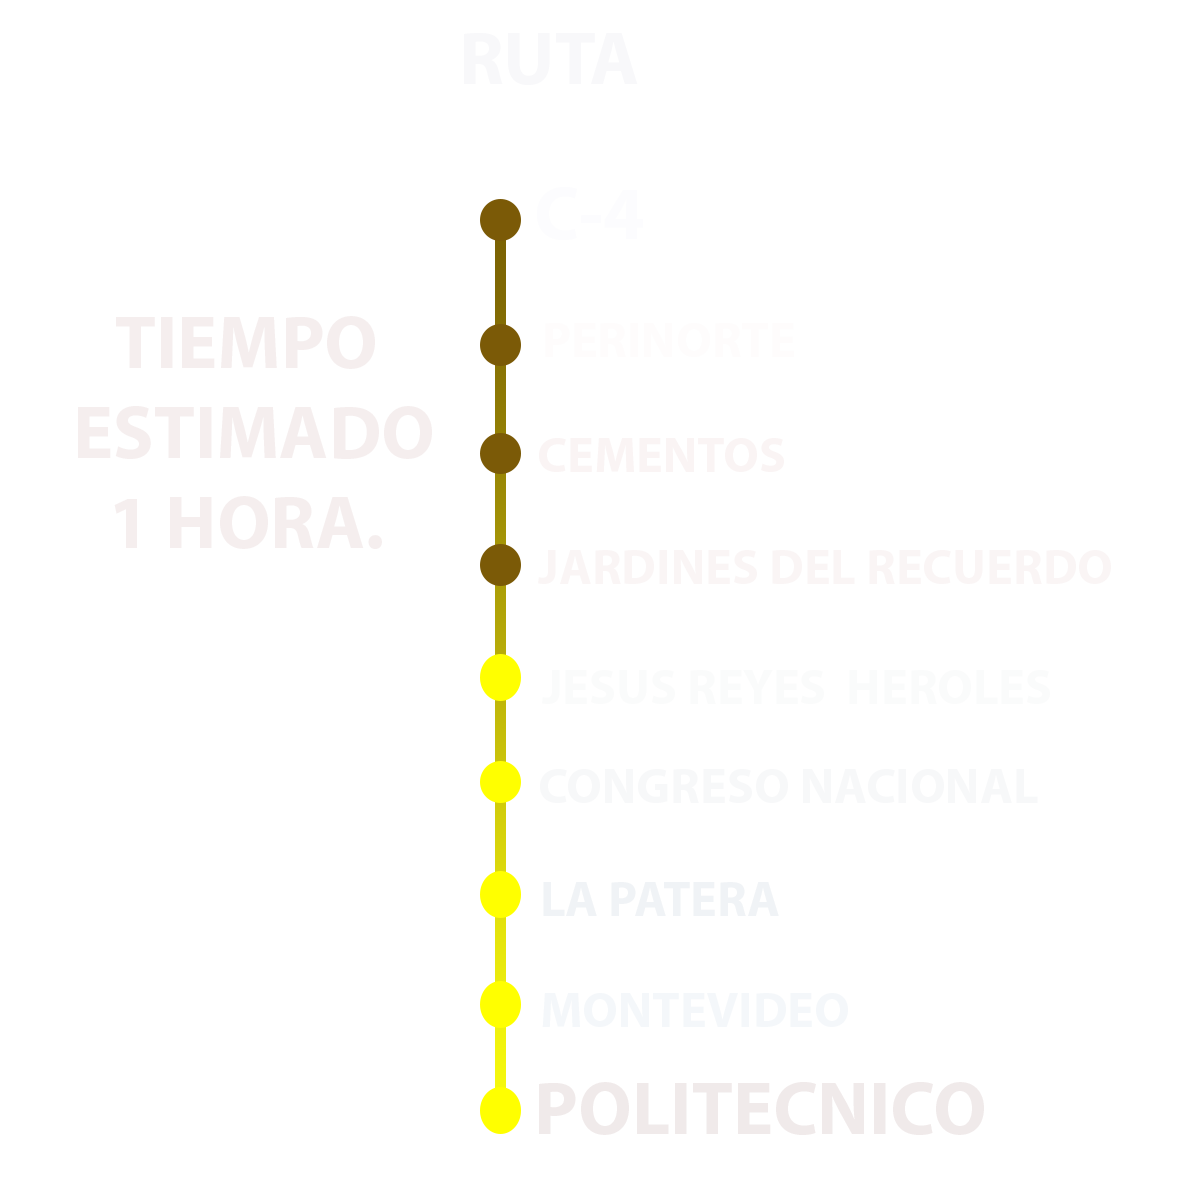 RUTA
C-4
PERINORTE
CEMENTOS
JARDINES DEL RECUERDO
JESUS REYES HEROLES
CONGRESO NACIONAL
LA PATERA
MONTEVIDEO
POLITECNICO
TIEMPO
ESTIMADO
1 HORA.